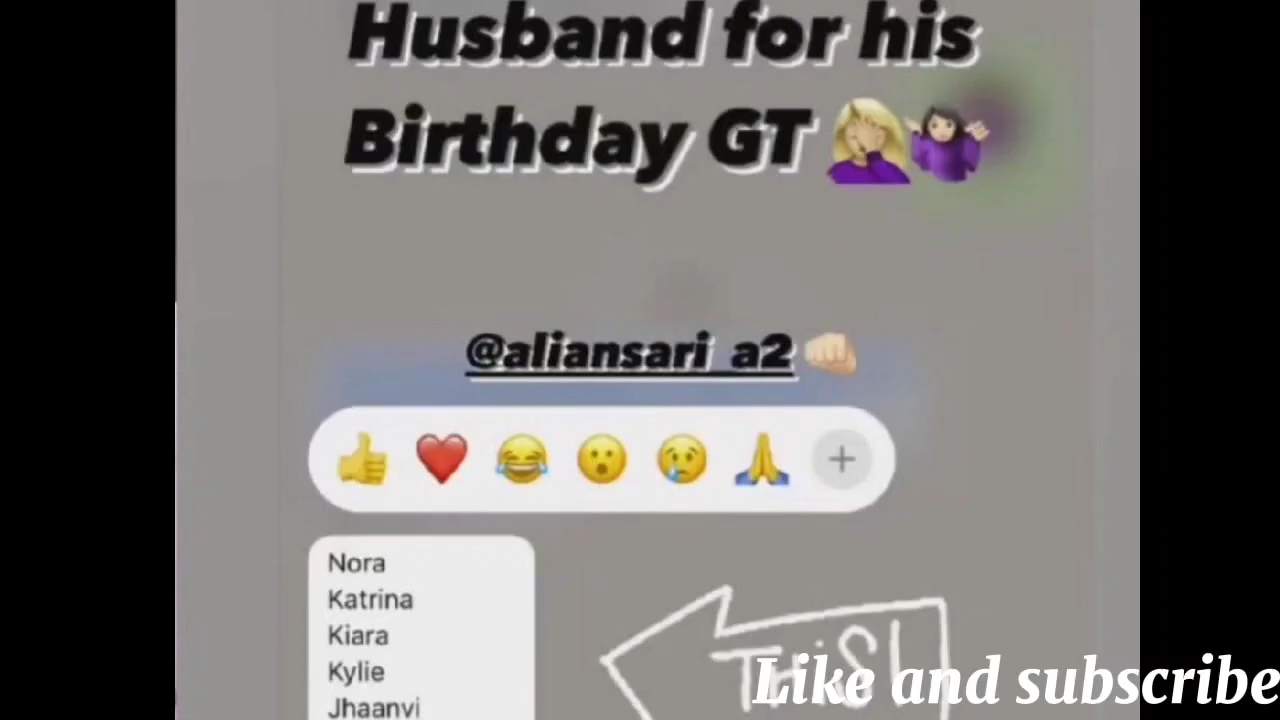 Husband for his
Birthday GT
@aliansari_a2
Nora
Katrina
Kiara
Kylie
Jhaanvi
THiS!
Like and subscribe